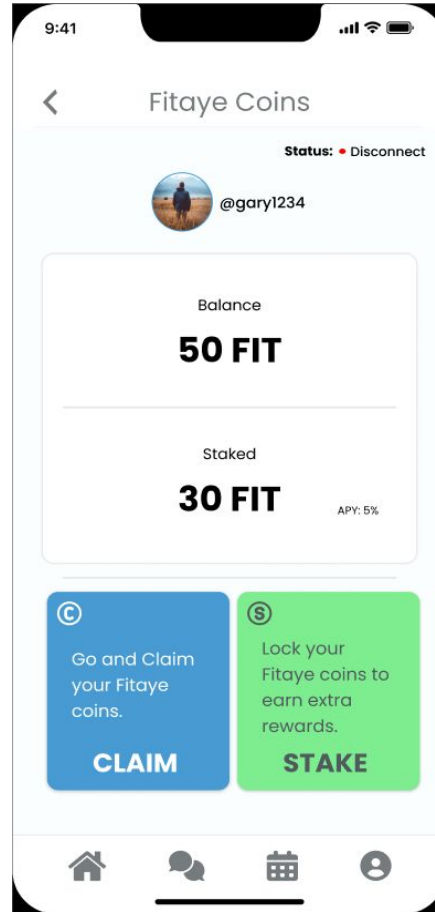 9:41
Fitaye Coins
Status: • Disconnect
@gary1234
Balance
50 FIT
Staked
30 FIT
APY: 5%
C
Go and Claim
your Fitaye
coins.
CLAIM
S
Lock your
Fitaye coins to
earn extra
rewards.
STAKE